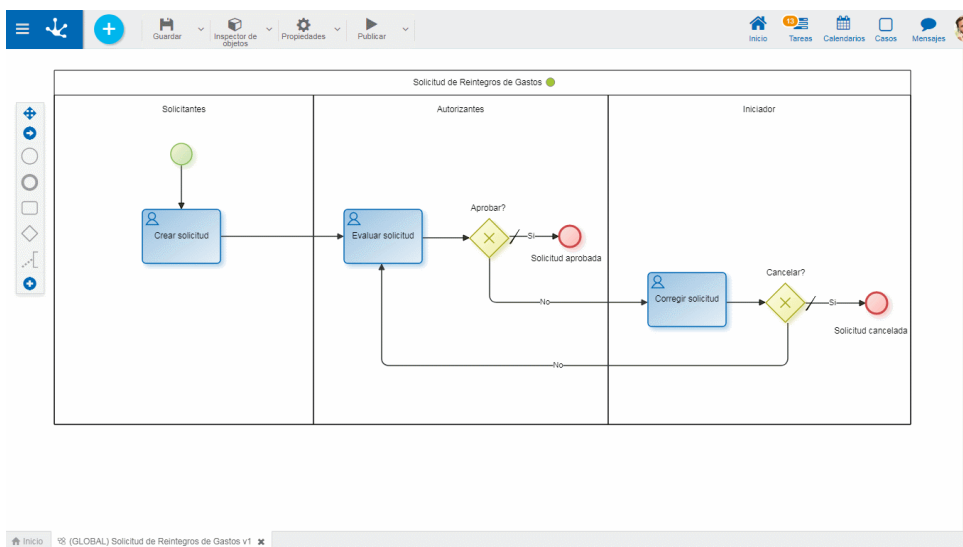 Guardar
Inspector de
objetos
Propiedades
Publicar
Inicio
13
Tareas
Calendarios
Casos
Mensajes
Solicitud de Reintegros de Gastos
Solicitantes
Autorizantes
Iniciador
Crear solicitud
Evaluar solicitud
Aprobar?
Si
Solicitud aprobada
No
Corregir solicitud
Cancelar?
Si
Solicitud cancelada
No
Inicio
(GLOBAL) Solicitud de Reintegros de Gastos v1